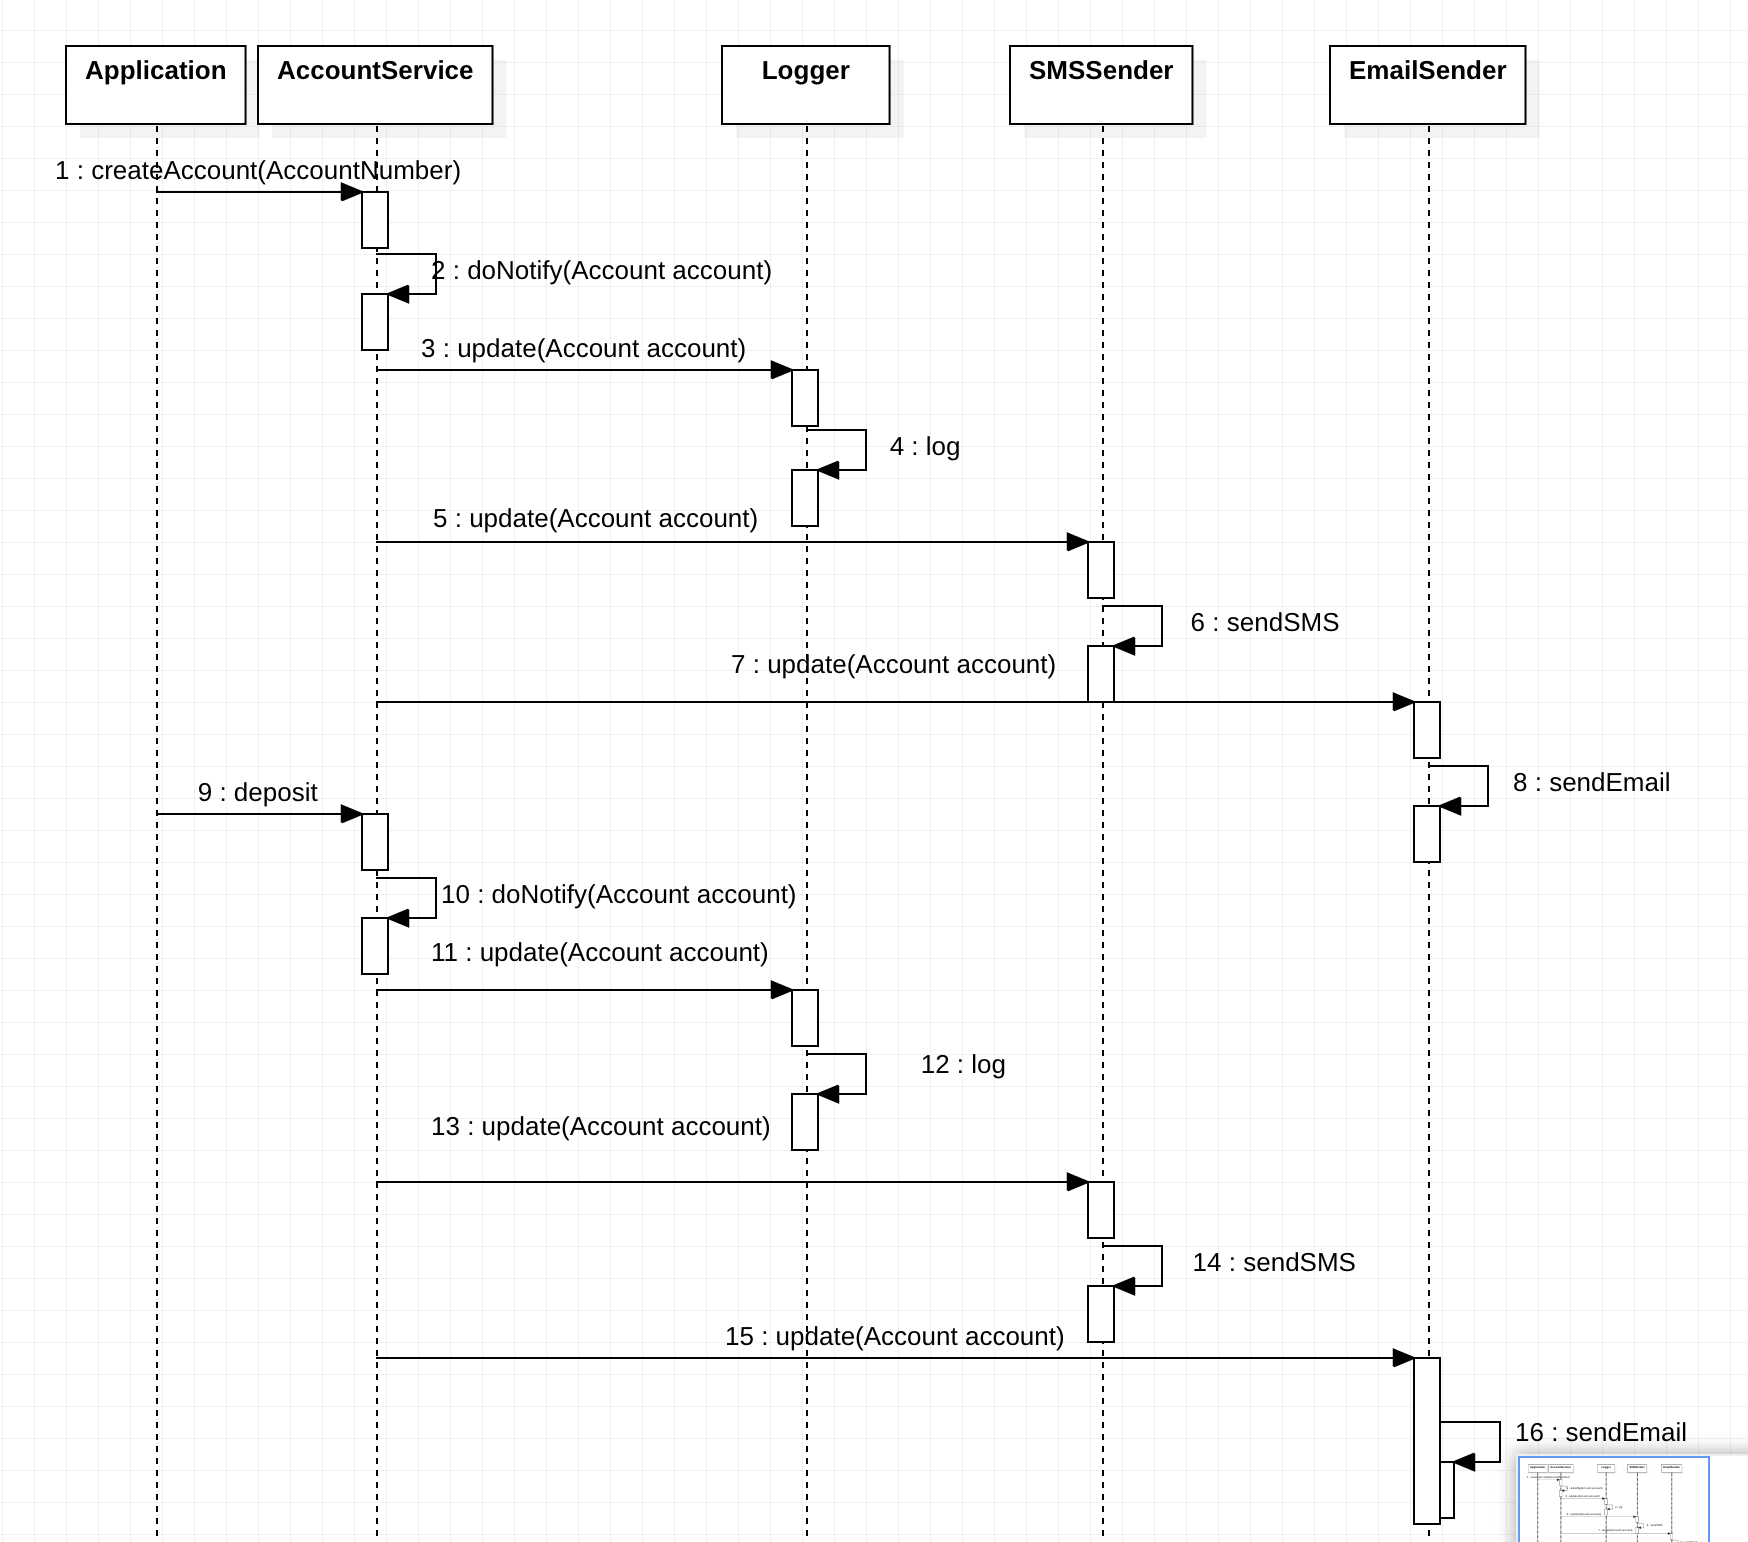 Application
AccountService
Logger
SMSSender
EmailSender
1 : createAccount(AccountNumber)
2 : doNotify(Account account)
3 : update(Account account)
4 : log
5 : update(Account account)
6 : sendSMS
7 : update(Account account)
8 : sendEmail
9 : deposit
10 : doNotify(Account account)
11 : update(Account account)
12 : log
13 : update(Account account)
14 : sendSMS
15 : update(Account account)
16 : sendEmail